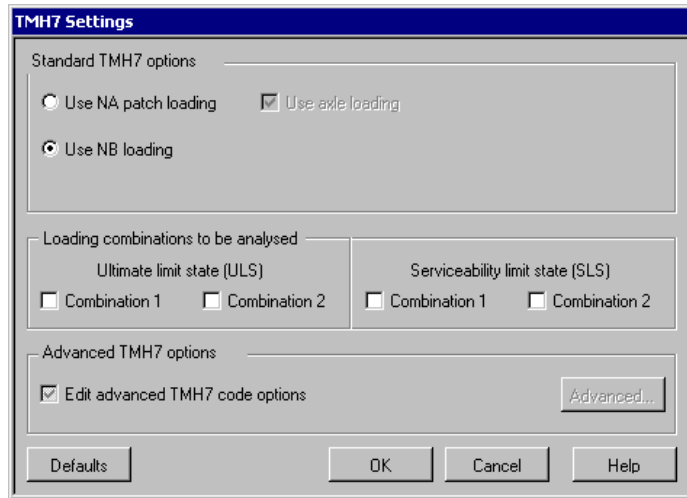 TMH7 Settings
Standard TMH7 options
Use NA patch loading Use axle loading
Use NB loading
Loading combinations to be analysed
Ultimate limit state (ULS) Serviceability limit state (SLS)
Combination 1 Combination 2 Combination 1 Combination 2
Advanced TMH7 options
Edit advanced TMH7 code options Advanced...
Defaults OK Cancel Help